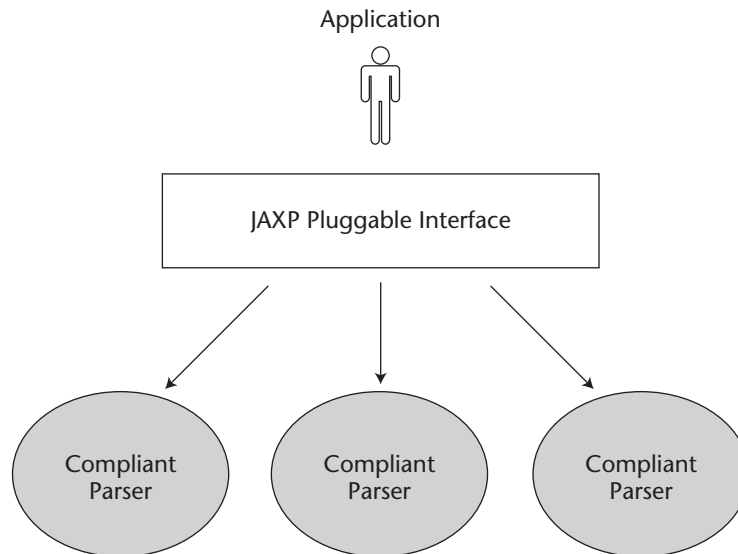 Application
JAXP Pluggable Interface
Compliant
Parser
Compliant
Parser
Compliant
Parser